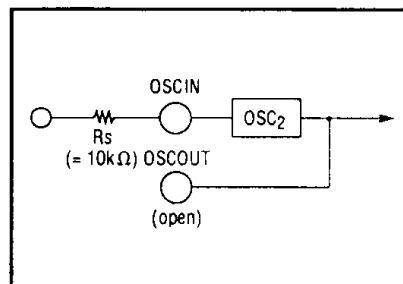 OSCIN
OSC₂
Rs
(= 10kΩ) OSCOUT
(open)